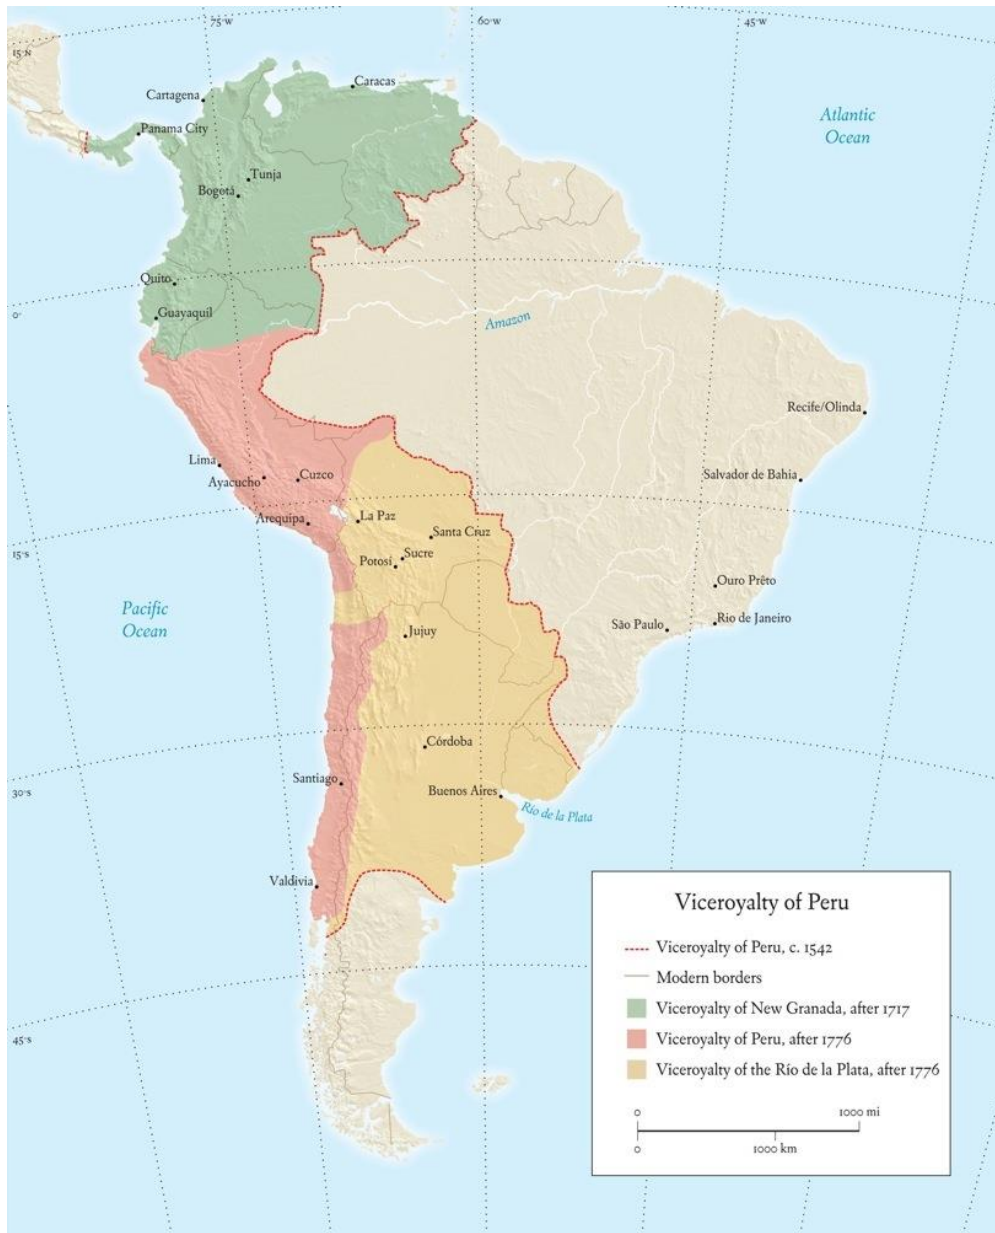 75°W
60°W
45°W
15°N
Caracas
Cartagena
Atlantic
Ocean
Panama City
Tunja
Bogotá
Quito
0°
Guayaquil
Amazon
Recife/Olinda
Lima
Ayacucho
Cuzco
Salvador de Bahia
Arequipa
La Paz
Santa Cruz
15°S
Sucre
Potosí
Ouro Prêto
Pacific
Ocean
São Paulo
Rio de Janeiro
Jujuy
Córdoba
Santiago
30°S
Buenos Aires
Río de la Plata
Valdivia
Viceroyalty of Peru
Viceroyalty of Peru, c. 1542
Modern borders
Viceroyalty of New Granada, after 1717
Viceroyalty of Peru, after 1776
Viceroyalty of the Río de la Plata, after 1776
45°S
0 1000 mi
0 1000 km